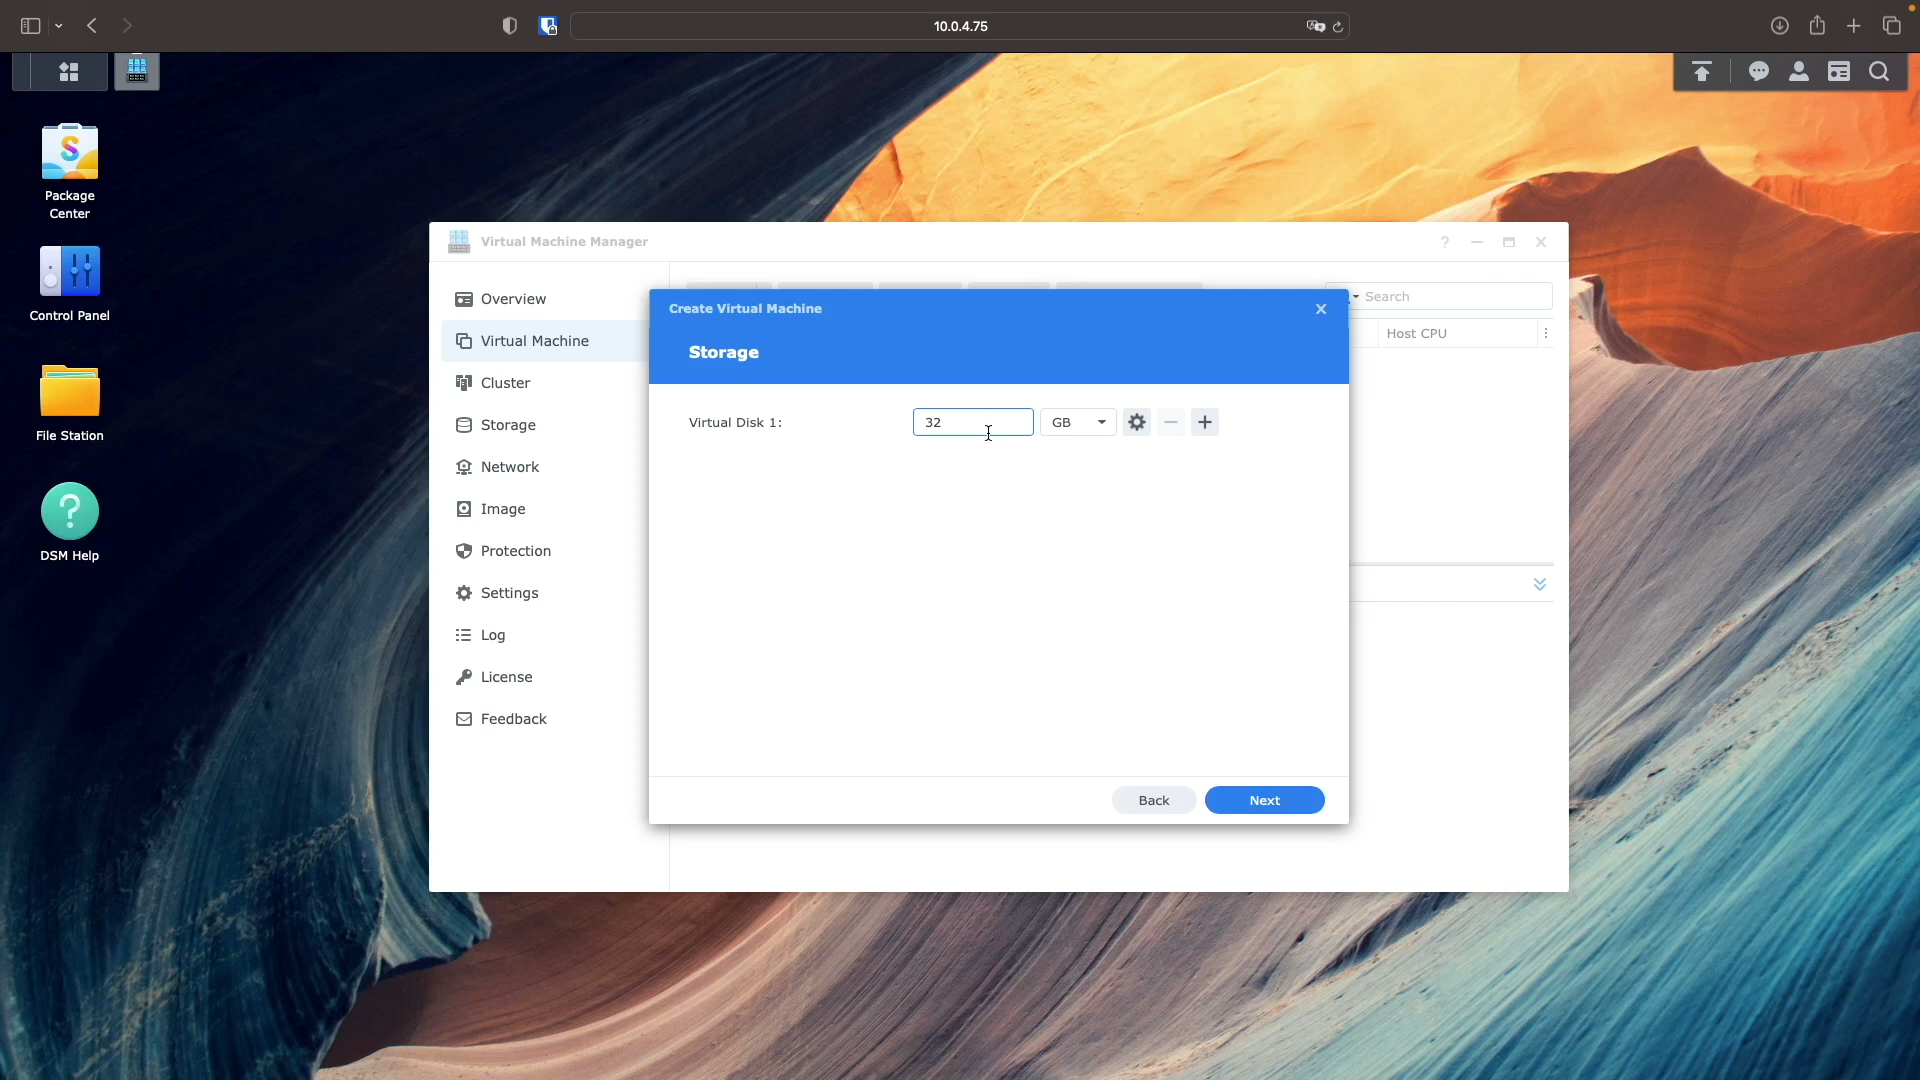 10.0.4.75
Package
Center
Control Panel
File Station
DSM Help
Virtual Machine Manager
Overview
Virtual Machine
Cluster
Storage
Network
Image
Protection
Settings
Log
License
Feedback
Search
Host CPU
Create Virtual Machine
Storage
Virtual Disk 1:
32
GB
Back
Next